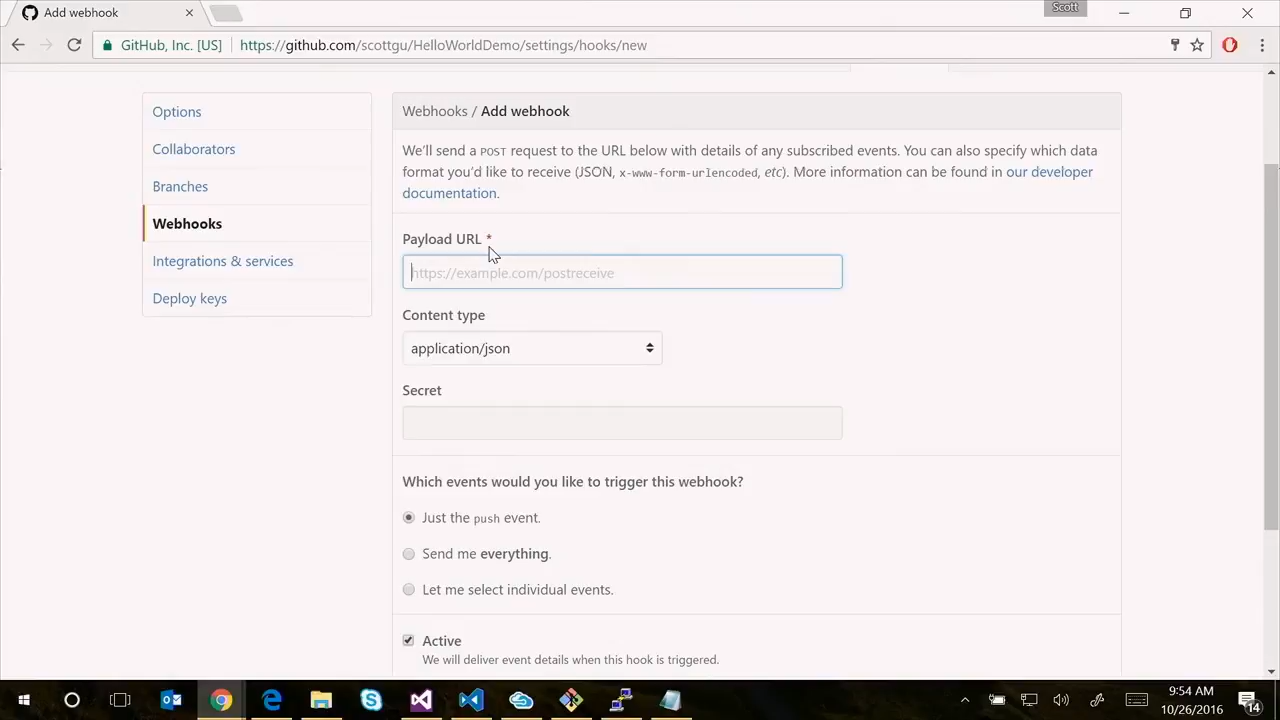 Add webhook
Scott
GitHub, Inc. [US]
https://github.com/scottgu/HelloWorldDemo/settings/hooks/new
Options
Collaborators
Branches
Webhooks
Integrations & services
Deploy keys
Webhooks / Add webhook
We'll send a POST request to the URL below with details of any subscribed events. You can also specify which data
format you'd like to receive (JSON, x-www-form-urlencoded, etc). More information can be found in our developer
documentation.
Payload URL *
https://example.com/postreceive
Content type
application/json
Secret
Which events would you like to trigger this webhook?
Just the push event.
Send me everything.
Let me select individual events.
Active
We will deliver event details when this hook is triggered.
9:54 AM
10/26/2016
14